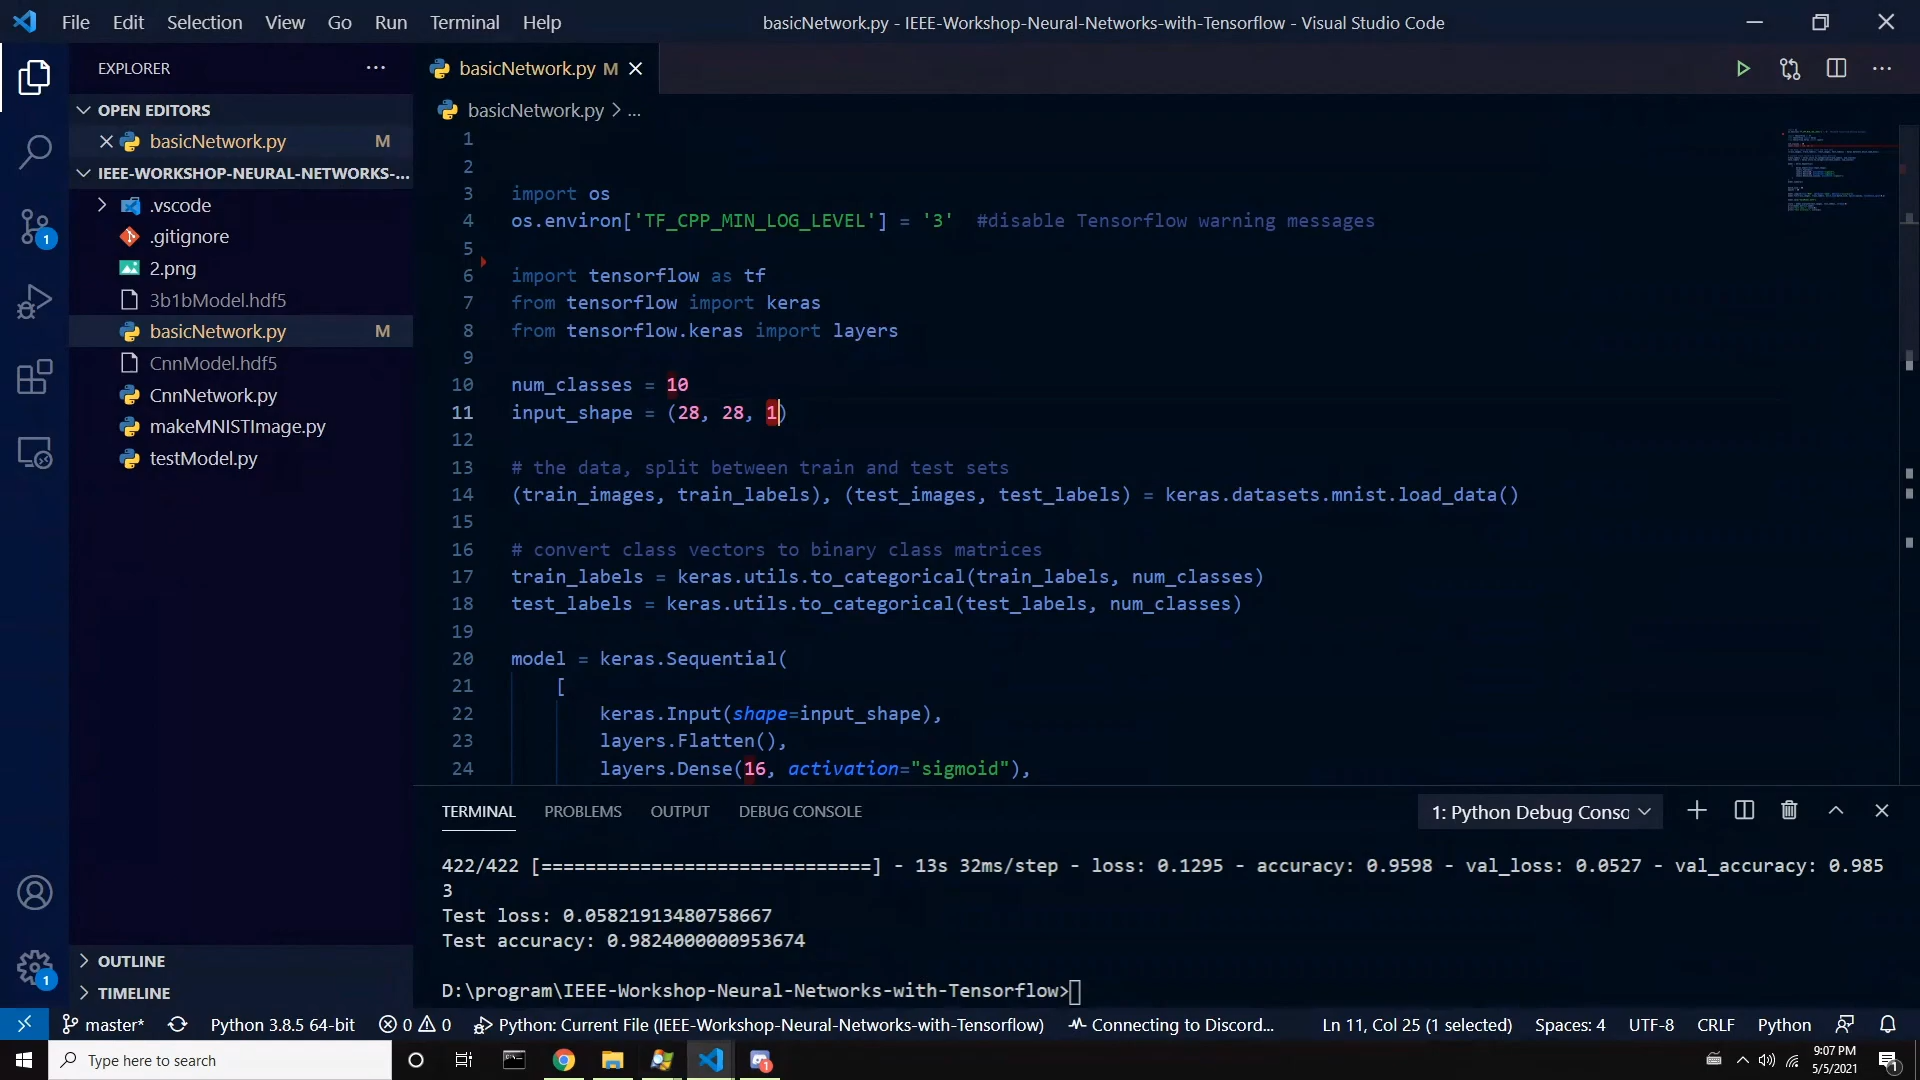 File Edit Selection View Go Run Terminal Help basicNetwork.py - IEEE-Workshop-Neural-Networks-with-Tensorflow - Visual Studio Code
EXPLORER
OPEN EDITORS
basicNetwork.py M
IEEE-WORKSHOP-NEURAL-NETWORKS-...
.vscode
.gitignore
2.png
3b1bModel.hdf5
basicNetwork.py M
CnnModel.hdf5
CnnNetwork.py
makeMNISTImage.py
testModel.py
OUTLINE
TIMELINE
1
1
basicNetwork.py M
basicNetwork.py > ...
1
2
3 import os
4 os.environ['TF_CPP_MIN_LOG_LEVEL'] = '3'  #disable Tensorflow warning messages
5
6 import tensorflow as tf
7 from tensorflow import keras
8 from tensorflow.keras import layers
9
10 num_classes = 10
11 input_shape = (28, 28, 1)
12
13 # the data, split between train and test sets
14 (train_images, train_labels), (test_images, test_labels) = keras.datasets.mnist.load_data()
15
16 # convert class vectors to binary class matrices
17 train_labels = keras.utils.to_categorical(train_labels, num_classes)
18 test_labels = keras.utils.to_categorical(test_labels, num_classes)
19
20 model = keras.Sequential(
21 [
22 keras.Input(shape=input_shape),
23 layers.Flatten(),
24 layers.Dense(16, activation="sigmoid"),
TERMINAL PROBLEMS OUTPUT DEBUG CONSOLE 1: Python Debug Conso
422/422 [==============================] - 13s 32ms/step - loss: 0.1295 - accuracy: 0.9598 - val_loss: 0.0527 - val_accuracy: 0.985
3
Test loss: 0.05821913480758667
Test accuracy: 0.9824000000953674
D:\program\IEEE-Workshop-Neural-Networks-with-Tensorflow>
master* Python 3.8.5 64-bit 0 0 Python: Current File (IEEE-Workshop-Neural-Networks-with-Tensorflow) Connecting to Discord... Ln 11, Col 25 (1 selected) Spaces: 4 UTF-8 CRLF Python
Type here to search 1 9:07 PM
5/5/2021 1